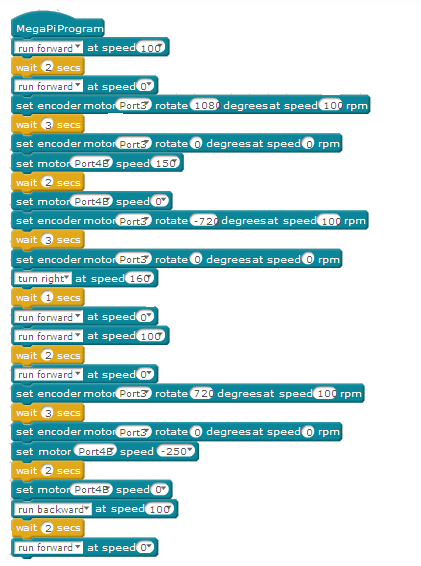 MegaPiProgram
run forward at speed 100
wait 2 secs
run forward at speed 0
set encoder motor Port3 rotate 1080 degrees at speed 100 rpm
wait 3 secs
set encoder motor Port3 rotate 0 degrees at speed 0 rpm
set motor Port4B speed 150
wait 2 secs
set motor Port4B speed 0
set encoder motor Port3 rotate -720 degrees at speed 100 rpm
wait 3 secs
set encoder motor Port3 rotate 0 degrees at speed 0 rpm
turn right at speed 160
wait 1 secs
run forward at speed 0
run forward at speed 100
wait 2 secs
run forward at speed 0
set encoder motor Port3 rotate 720 degrees at speed 100 rpm
wait 3 secs
set encoder motor Port3 rotate 0 degrees at speed 0 rpm
set motor Port4B speed -250
wait 2 secs
set motor Port4B speed 0
run backward at speed 100
wait 2 secs
run forward at speed 0